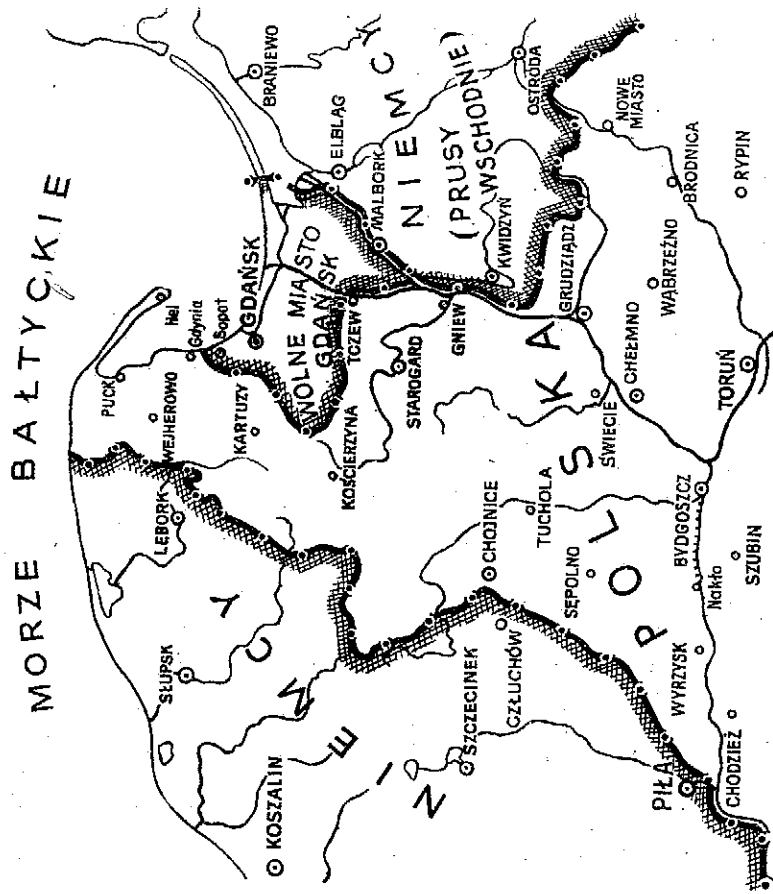 MORZE BAŁTYCKIE
Hel
PUCK
Gdynia
WEJHEROWO
Sopot
GDAŃSK
KARTUZY
BRANIEWO
LEBORK
SŁUPSK
WOLNE MIASTO
GDAŃSK
ELBLĄG
MALBORK
KOŚCIERZYNA
TCZEW
KOSZALIN
STAROGARD
NIEMCY
(PRUSY
WSCHODNIE)
NIEMCY
GNIEW
KWIDZYŃ
OSTRÓDA
SZCZECINEK
CZŁUCHÓW
CHOJNICE
TUCHOLA
GRUDZIĄDZ
NOWE
MIASTO
SĘPOLNO
ŚWIECIE
CHEŁMNO
WĄBRZEŹNO
BRODNICA
RYPIN
POLSKA
PIŁA
WYRZYSK
Nakło
BYDGOSZCZ
TORUŃ
CHODZIEŻ
SZUBIN